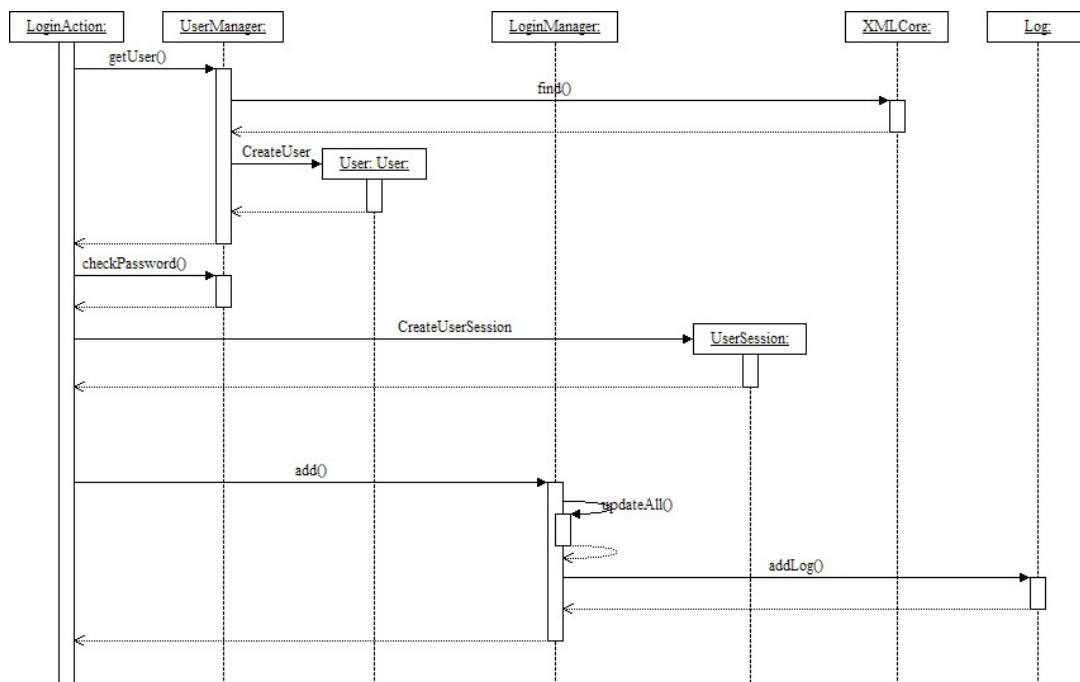 LoginAction:
UserManager:
LoginManager:
XMLCore:
Log:
getUser()
find()
CreateUser
User: User:
checkPassword()
CreateUserSession
UserSession:
add()
updateAll()
addLog()